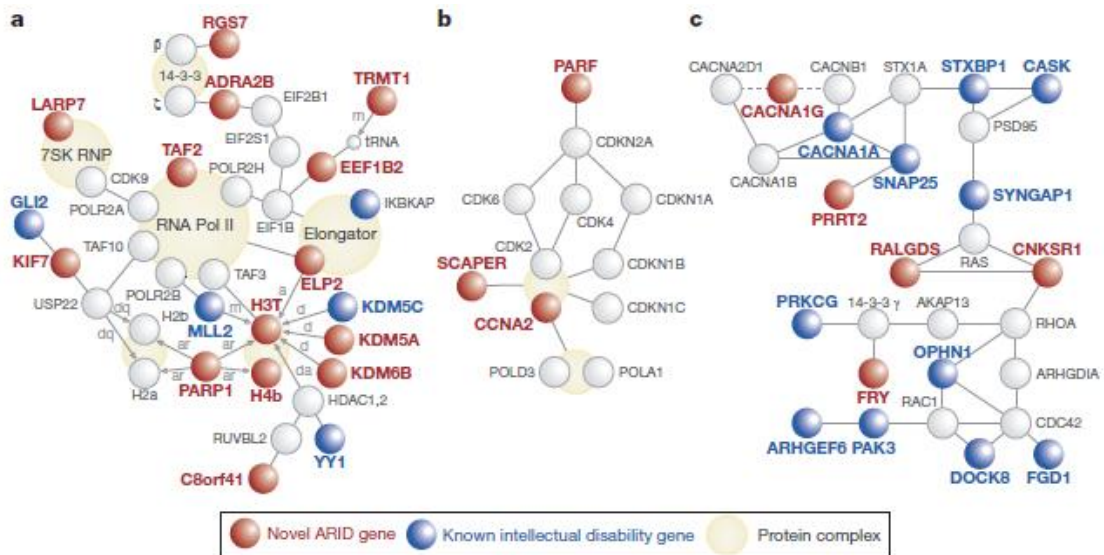 a
RGS7
β
14-3-3
ζ
ADRA2B
EIF2B1
TRMT1
LARP7
EIF2S1
m
tRNA
7SK RNP
TAF2
POLR2H
EEF1B2
CDK9
GLI2
POLR2A
RNA Pol II
EIF1B
IKBKAP
Elongator
KIF7
TAF10
TAF3
ELP2
USP22
POLR2B
a
H3T
KDM5C
dq
H2b
MLL2
m
d
dq
ar
ar
d
KDM5A
d
ar
ar
da
KDM6B
H2a
PARP1
H4b
HDAC1,2
RUVBL2
YY1
C8orf41
b
PARF
CDKN2A
CDK6
CDK4
CDKN1A
CDK2
SCAPER
CDKN1B
CCNA2
CDKN1C
POLD3
POLA1
c
CACNA2D1
CACNB1
STX1A
STXBP1
CASK
CACNA1G
PSD95
CACNA1A
CACNA1B
SNAP25
SYNGAP1
PRRT2
RALGDS
RAS
CNKSR1
PRKCG
14-3-3 γ
AKAP13
RHOA
OPHN1
FRY
ARHGDIA
RAC1
CDC42
ARHGEF6 PAK3
DOCK8
FGD1
Novel ARID gene
Known intellectual disability gene
Protein complex